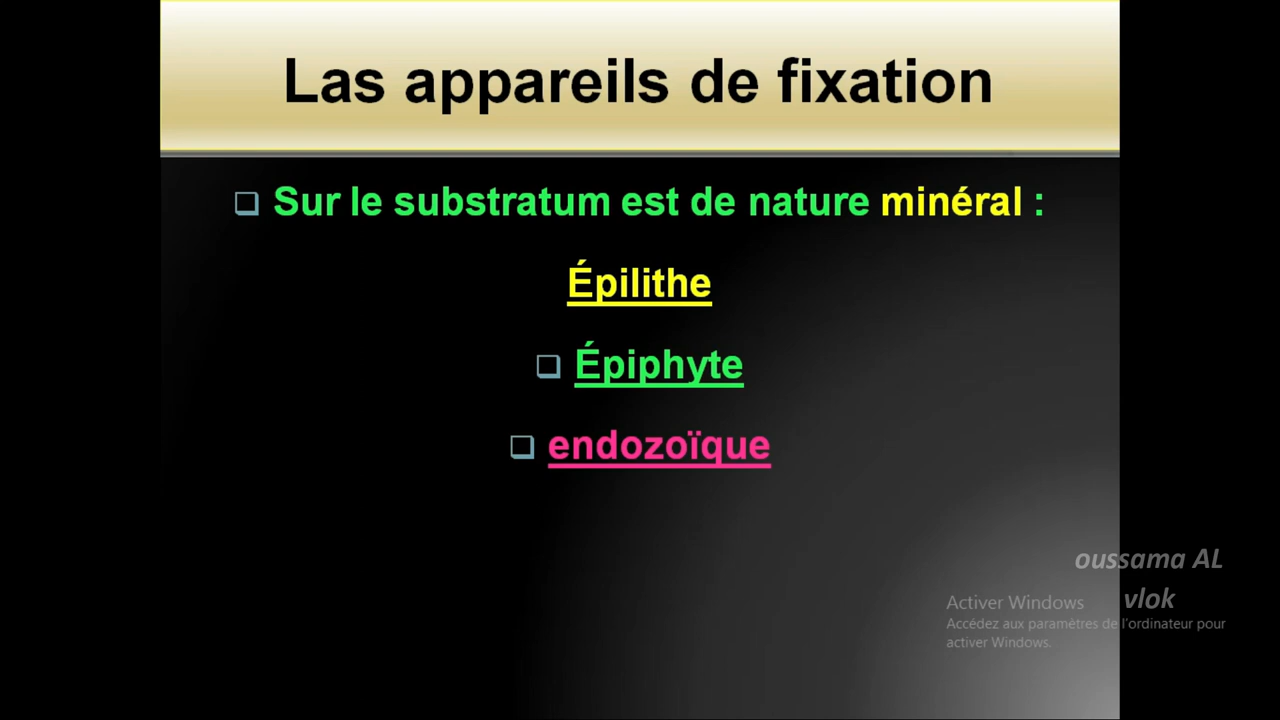 Las appareils de fixation
Sur le substratum est de nature minéral :
Épilithe
Épiphyte
endozoïque
oussama AL
vlok
Activer Windows
Accédez aux paramètres de l'ordinateur pour
activer Windows.